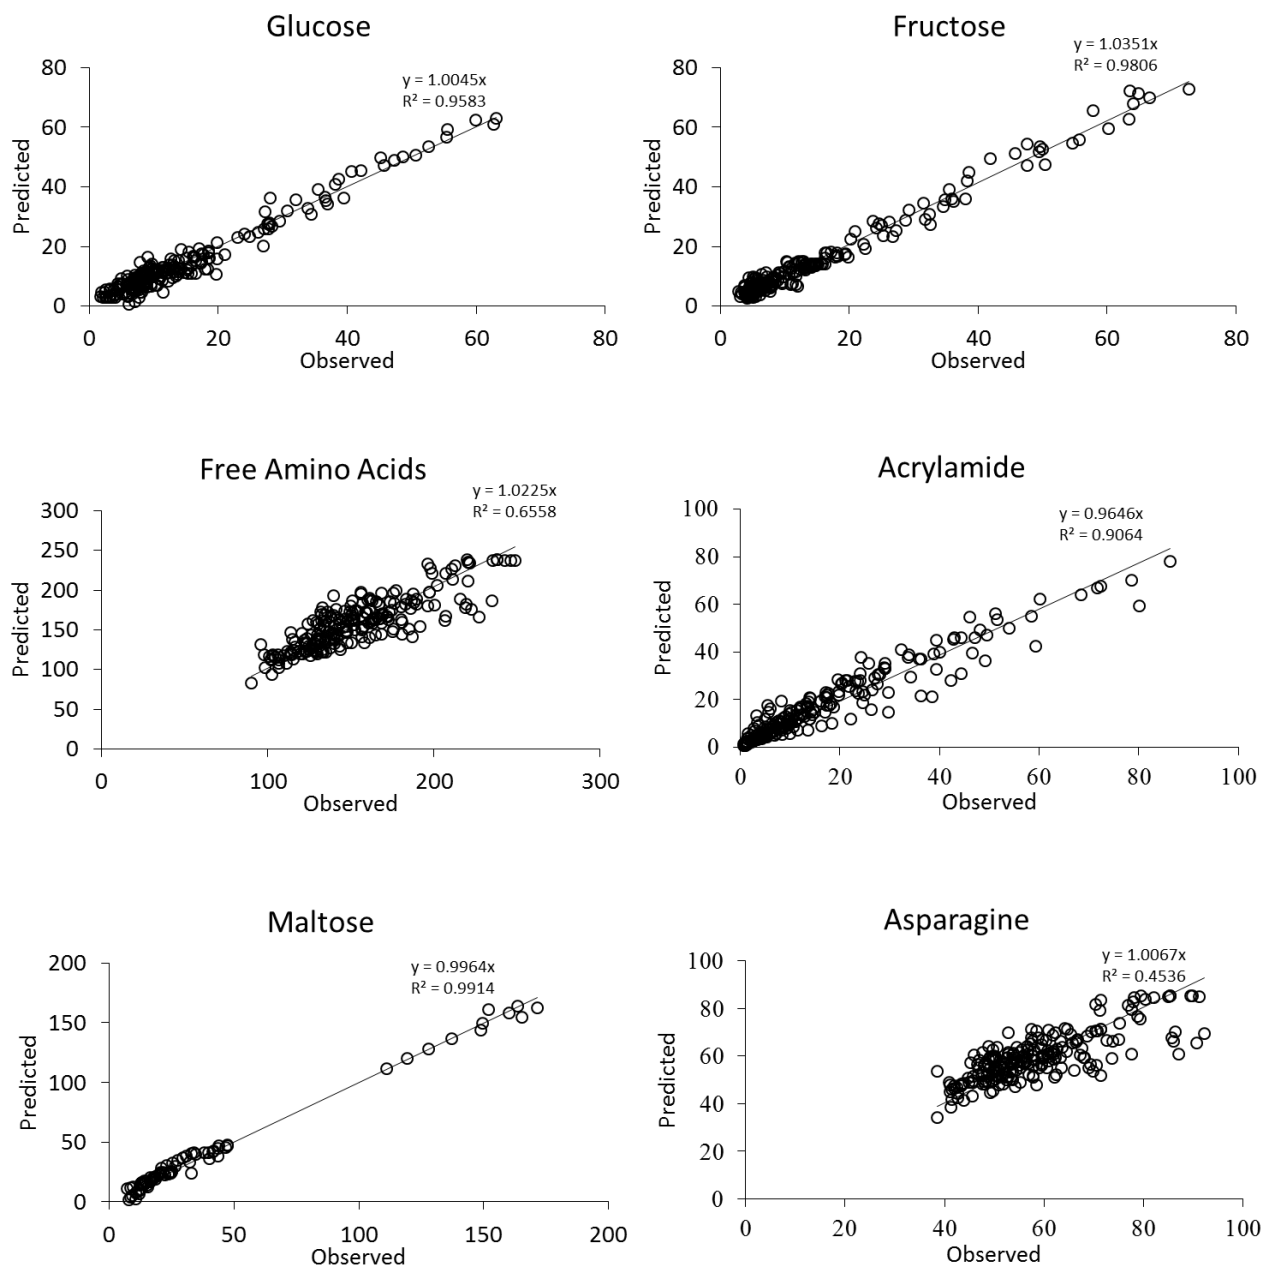 Glucose
y = 1.0045x
R² = 0.9583
80
60
40
20
0
Predicted
0 20 40 60 80
Observed
Fructose
y = 1.0351x
R² = 0.9806
80
60
40
20
0
Predicted
0 20 40 60 80
Observed
Free Amino Acids
y = 1.0225x
R² = 0.6558
300
250
200
150
100
50
0
Predicted
0 100 200 300
Observed
Acrylamide
y = 0.9646x
R² = 0.9064
100
80
60
40
20
0
Predicted
0 20 40 60 80 100
Observed
Maltose
y = 0.9964x
R² = 0.9914
200
150
100
50
0
Predicted
0 50 100 150 200
Observed
Asparagine
y = 1.0067x
R² = 0.4536
100
80
60
40
20
0
Predicted
0 20 40 60 80 100
Observed